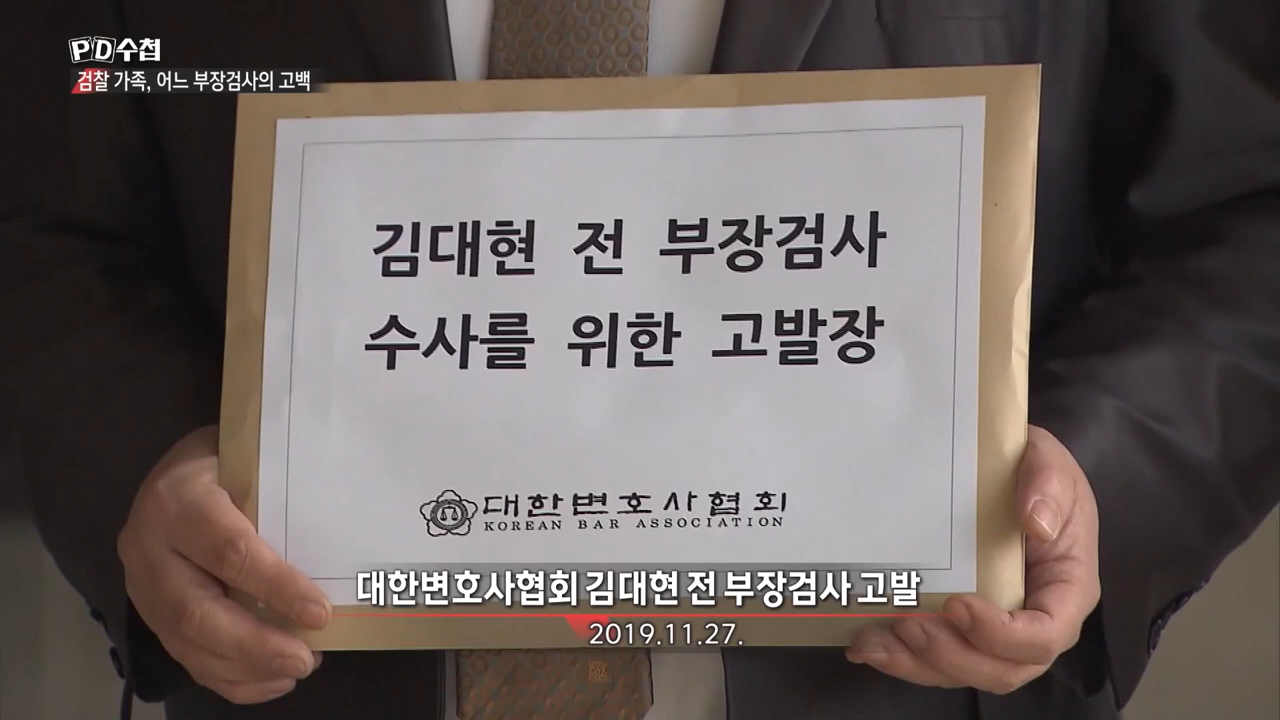 PD수첩
검찰 가족, 어느 부장검사의 고백
김대현 전 부장검사
수사를 위한 고발장
대한변호사협회
KOREAN BAR ASSOCIATION
대한변호사협회 김대현 전 부장검사 고발
2019.11.27.